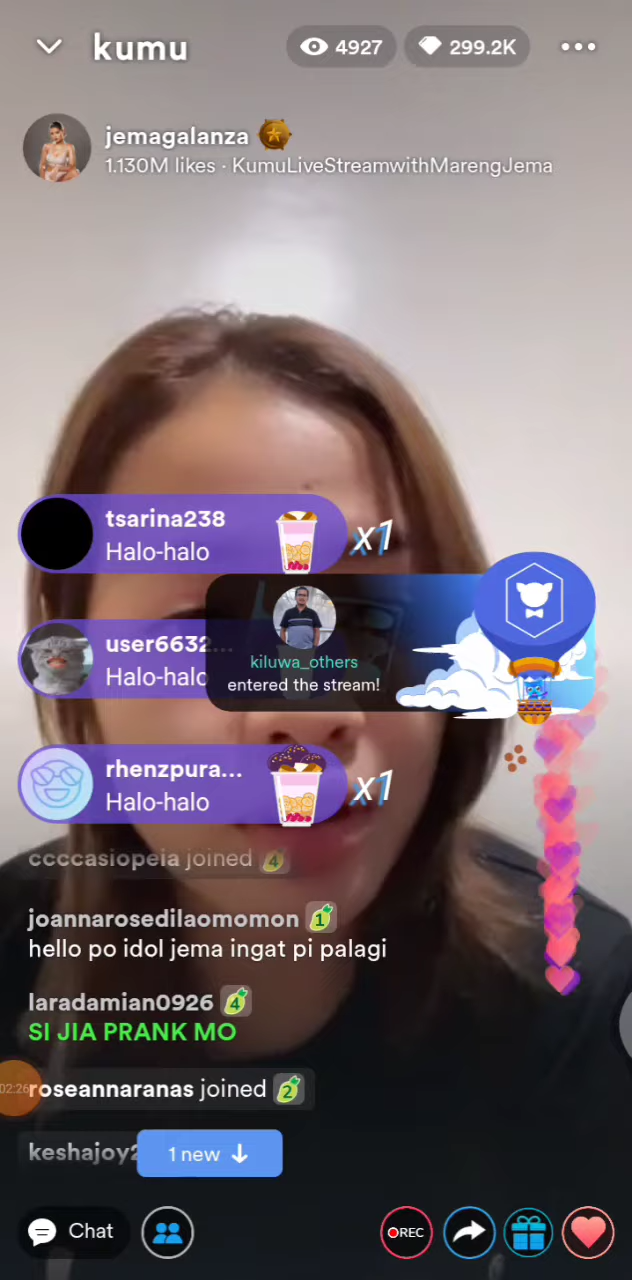 kumu
4927
299.2K
jemagalanza
1.130M likes · KumuLiveStreamwithMarengJema
tsarina238
Halo-halo
x1
user6632...
Halo-halo
kiluwa_others
entered the stream!
rhenzpura...
Halo-halo
x1
ccccasiopeia joined 4
joannarosedilaomomon 1
hello po idol jema ingat pi palagi
laradamian0926 4
SI JIA PRANK MO
02:26
roseannaranas joined 2
1 new
Chat
REC